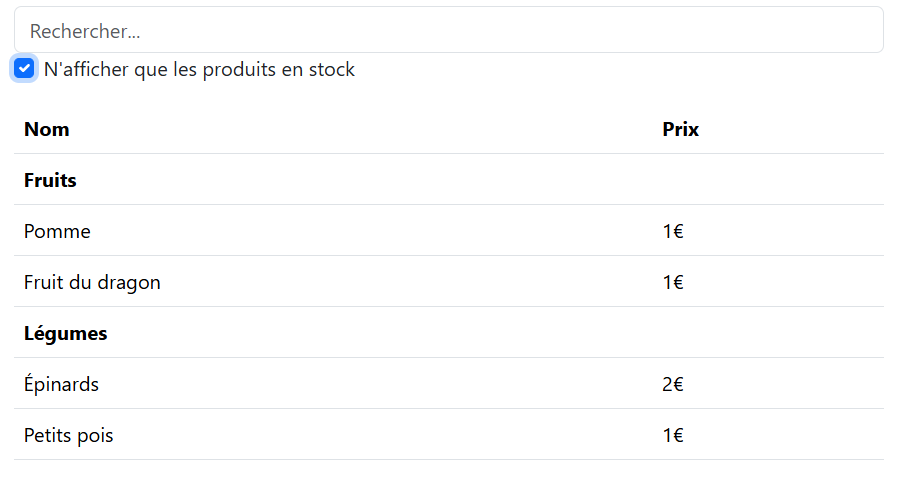 Rechercher...
N'afficher que les produits en stock
Nom Prix
Fruits
Pomme 1€
Fruit du dragon 1€
Légumes
Épinards 2€
Petits pois 1€